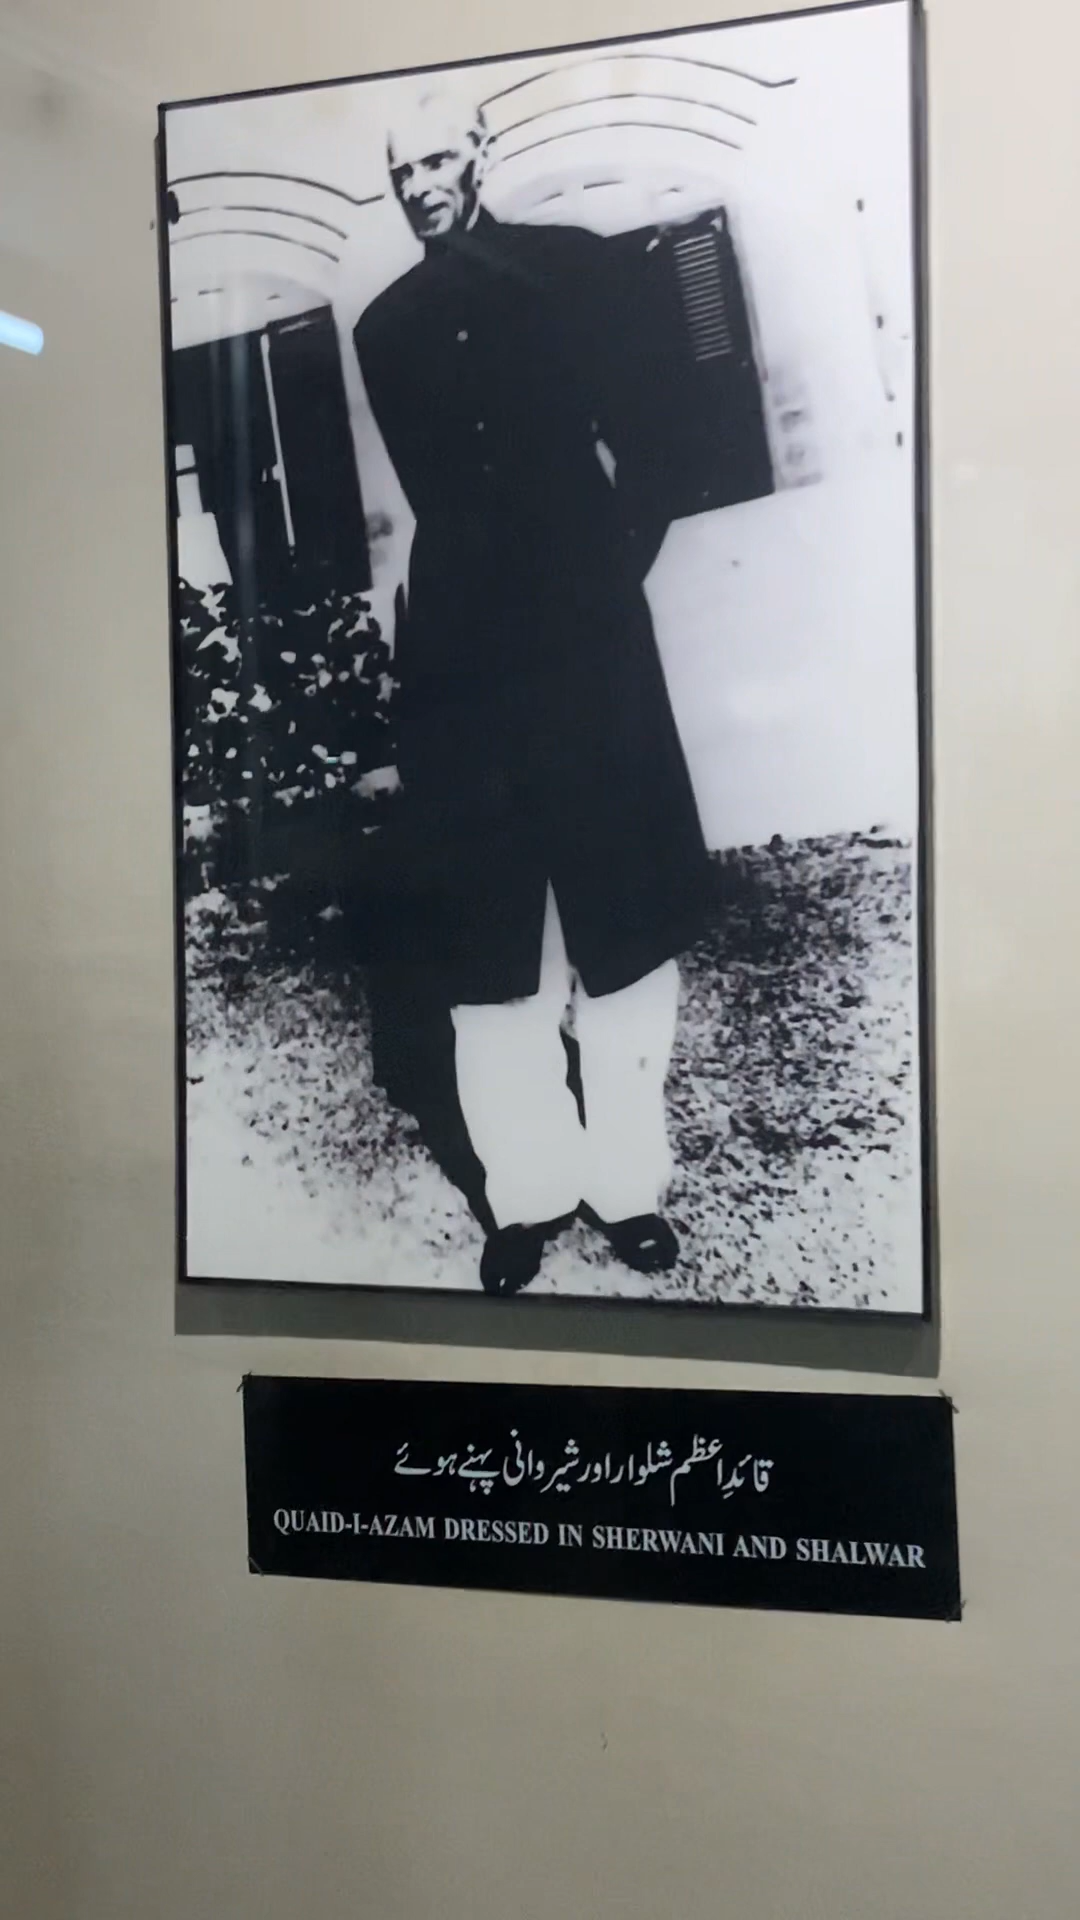 قائدِاعظم شلوار اور شیروانی پہنے ہوئے
QUAID-I-AZAM DRESSED IN SHERWANI AND SHALWAR